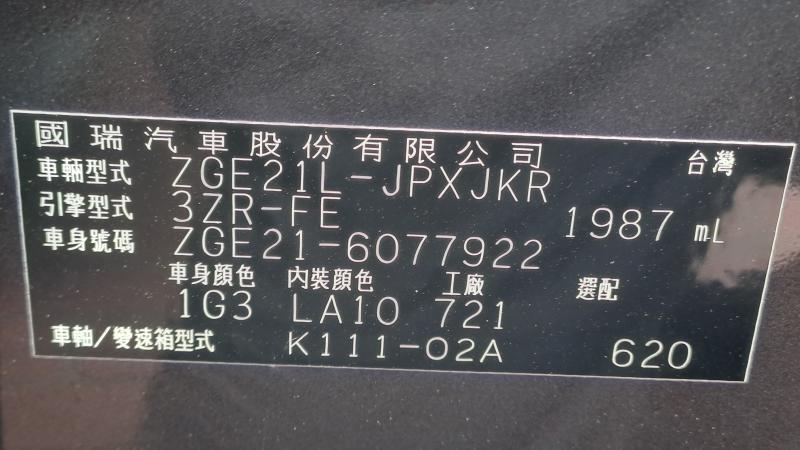 國瑞汽車股份有限公司 台灣
車輛型式 ZGE21L-JPXJKR
引擎型式 3ZR-FE 1987 mL
車身號碼 ZGE21-6077922
車身顏色 內裝顏色 工廠 選配
1G3 LA10 721
車軸/變速箱型式 K111-02A 620